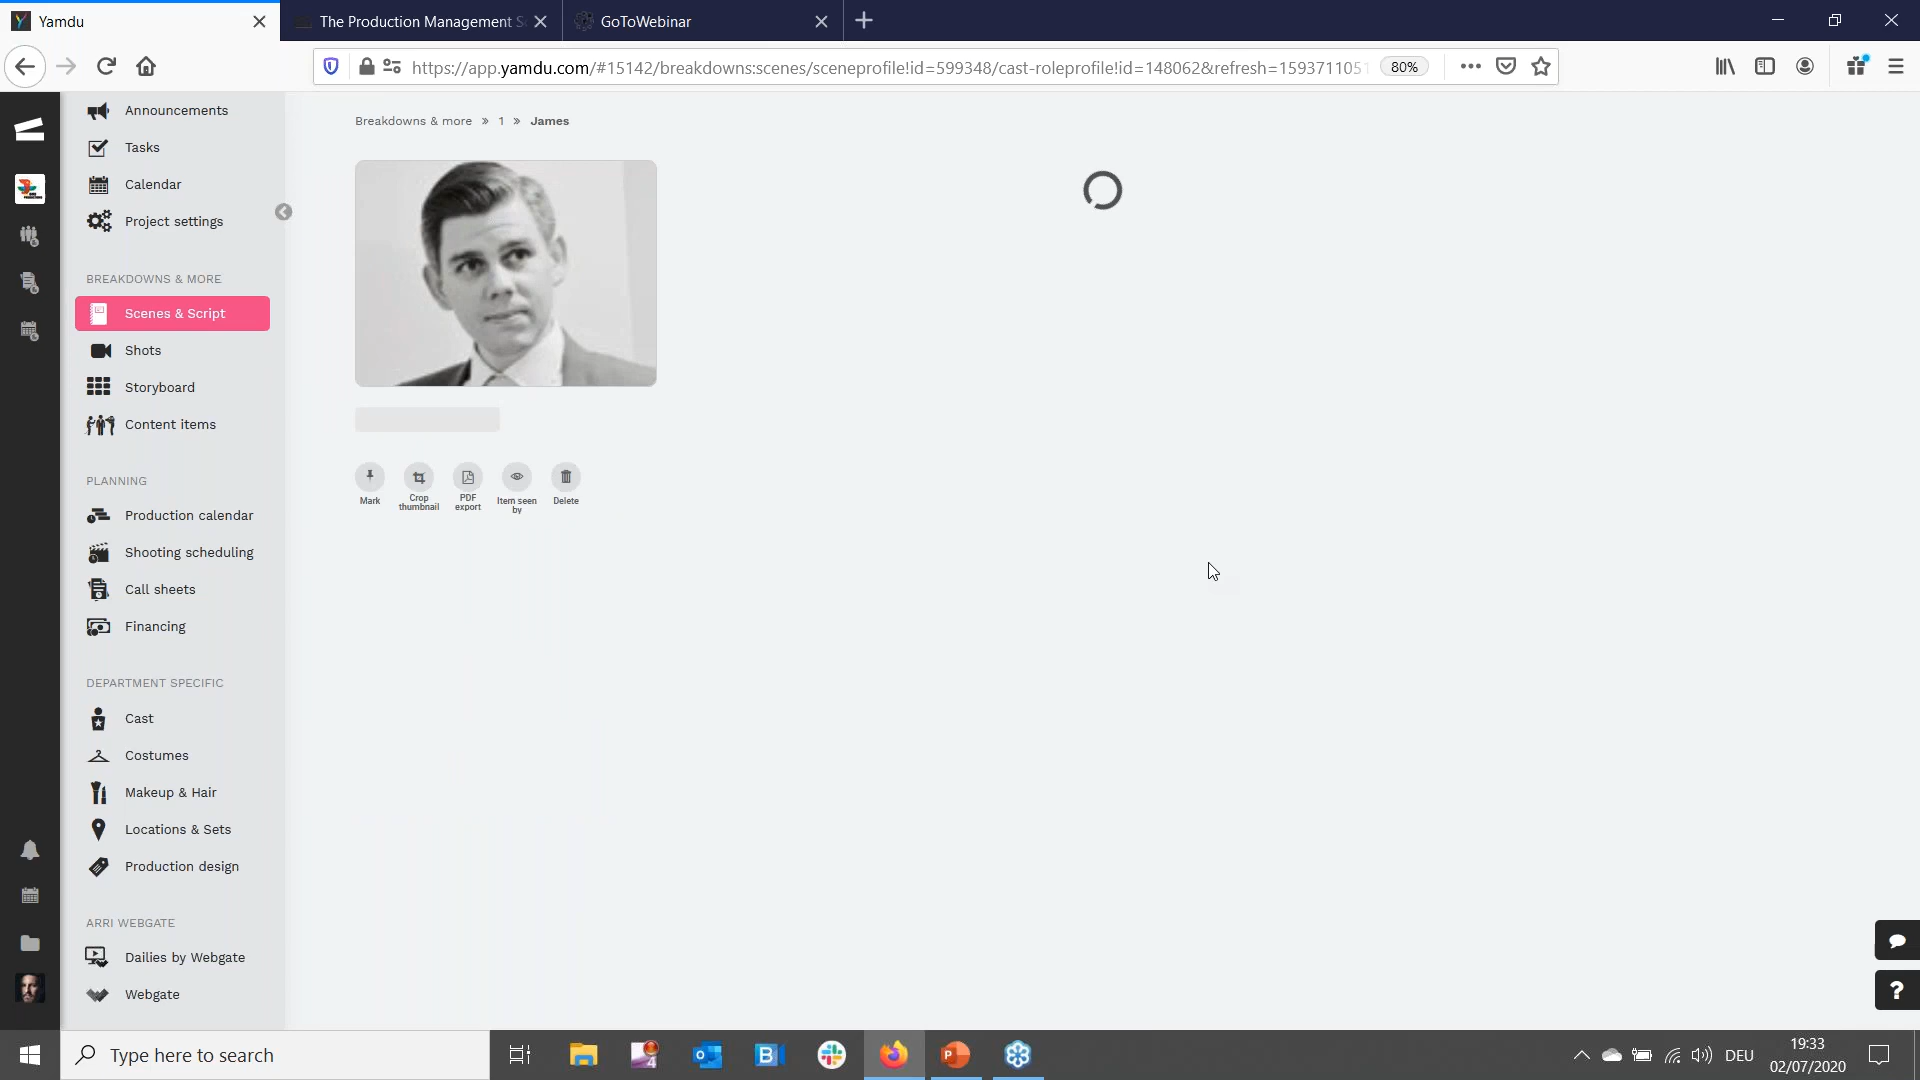 Yamdu
The Production Management S
GoToWebinar
https://app.yamdu.com/#15142/breakdowns:scenes/sceneprofile!id=599348/cast-roleprofile!id=148062&refresh=1593711051
80%
Announcements
Tasks
Calendar
Project settings
BREAKDOWNS & MORE
Scenes & Script
Shots
Storyboard
Content items
PLANNING
Production calendar
Shooting scheduling
Call sheets
Financing
DEPARTMENT SPECIFIC
Cast
Costumes
Makeup & Hair
Locations & Sets
Production design
ARRI WEBGATE
Dailies by Webgate
Webgate
Breakdowns & more » 1 » James
Mark
Crop
thumbnail
PDF
export
Item seen
by
Delete
?
Type here to search
DEU
19:33
02/07/2020